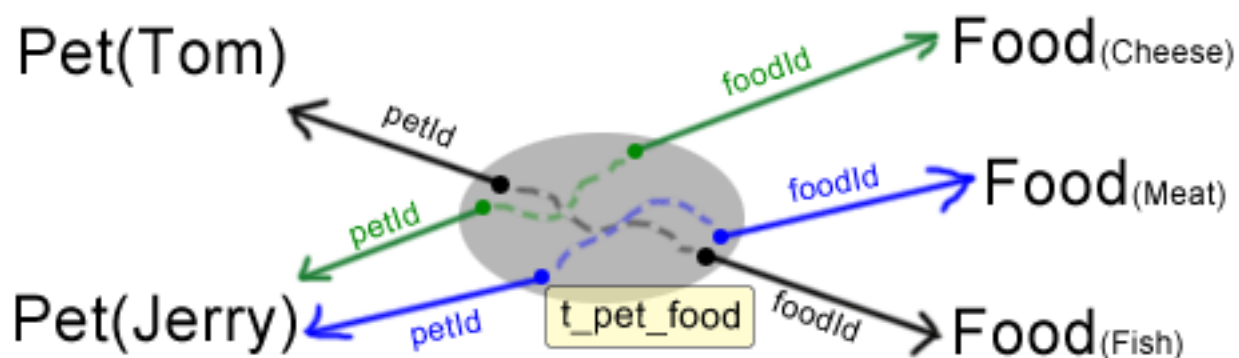 Pet(Tom)
petId
foodId
Food(Cheese)
petId
foodId
Food(Meat)
Pet(Jerry)
petId
t_pet_food
foodId
Food(Fish)